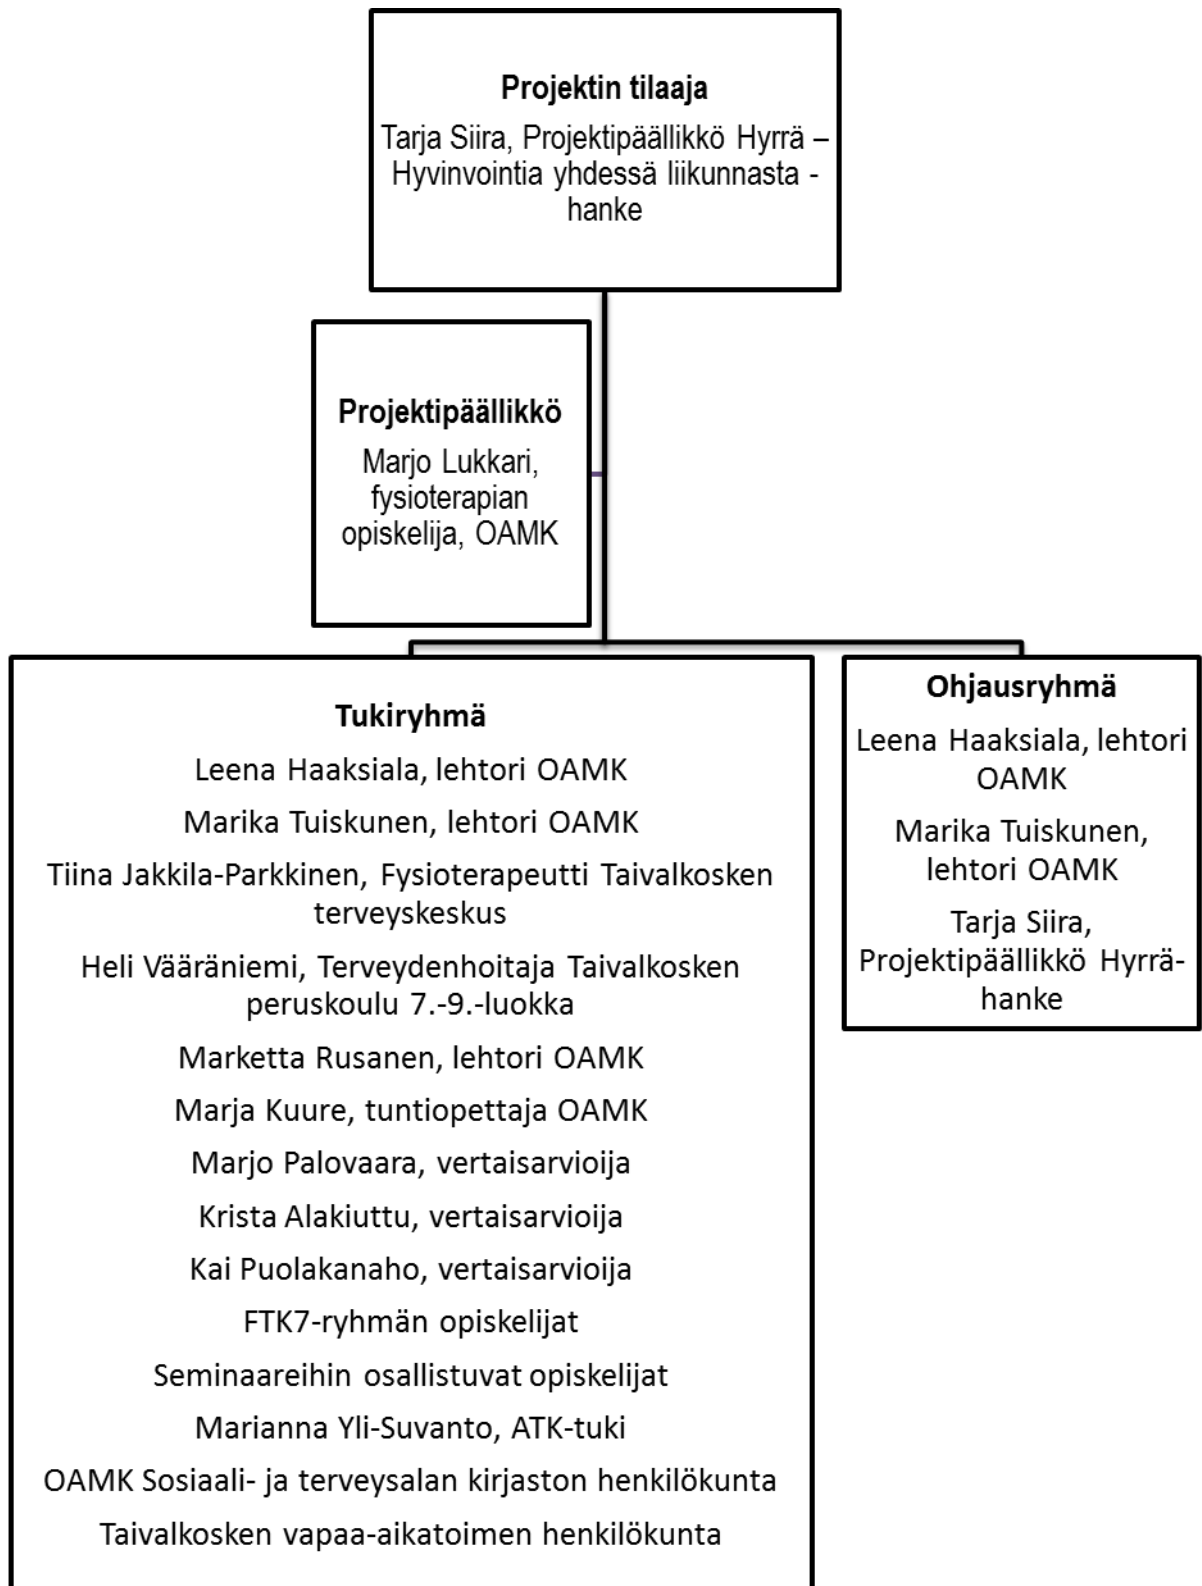 Projektin tilaaja
Tarja Siira, Projektipäällikkö Hyrrä –
Hyvinvointia yhdessä liikunnasta -
hanke
Projektipäällikkö
Marjo Lukkari,
fysioterapian
opiskelija, OAMK
Tukiryhmä
Leena Haaksiala, lehtori OAMK
Marika Tuiskunen, lehtori OAMK
Tiina Jakkila-Parkkinen, Fysioterapeutti Taivalkosken
terveyskeskus
Heli Vääräniemi, Terveydenhoitaja Taivalkosken
peruskoulu 7.-9.-luokka
Marketta Rusanen, lehtori OAMK
Marja Kuure, tuntiopettaja OAMK
Marjo Palovaara, vertaisarvioija
Krista Alakiuttu, vertaisarvioija
Kai Puolakanaho, vertaisarvioija
FTK7-ryhmän opiskelijat
Seminaareihin osallistuvat opiskelijat
Marianna Yli-Suvanto, ATK-tuki
OAMK Sosiaali- ja terveysalan kirjaston henkilökunta
Taivalkosken vapaa-aikatoimen henkilökunta
Ohjausryhmä
Leena Haaksiala, lehtori
OAMK
Marika Tuiskunen,
lehtori OAMK
Tarja Siira,
Projektipäällikkö Hyrrä-
hanke